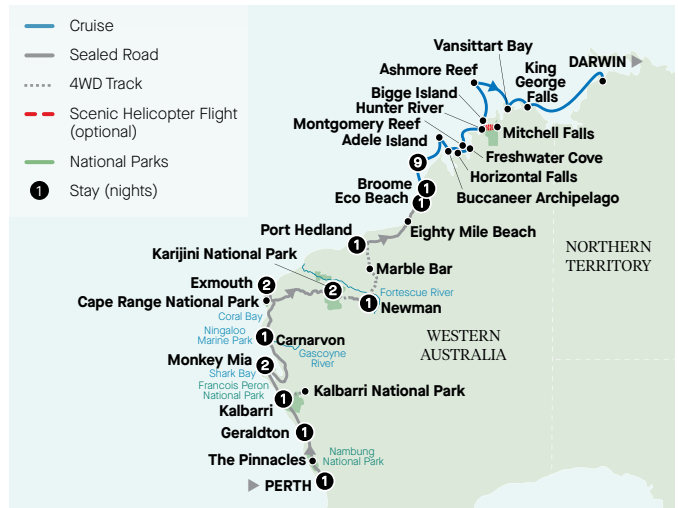 Cruise
Sealed Road
4WD Track
Scenic Helicopter Flight
(optional)
National Parks
1 Stay (nights)
Vansittart Bay
DARWIN
Ashmore Reef
King
George
Falls
Bigge Island
Hunter River
Montgomery Reef
Mitchell Falls
Adele Island
Freshwater Cove
9
Horizontal Falls
Broome 1
Buccaneer Archipelago
Eco Beach 1
Port Hedland
1
Eighty Mile Beach
Karijini National Park
NORTHERN
TERRITORY
Marble Bar
Exmouth 2
2
Fortescue River
Cape Range National Park
1 Newman
Coral Bay
Ningaloo
Marine Park
1 Carnarvon
WESTERN
AUSTRALIA
Gascoyne
River
Monkey Mia 2
Shark Bay
Francois Peron
National Park
Kalbarri National Park
1
Kalbarri
Geraldton 1
Nambung
National Park
The Pinnacles
PERTH 1